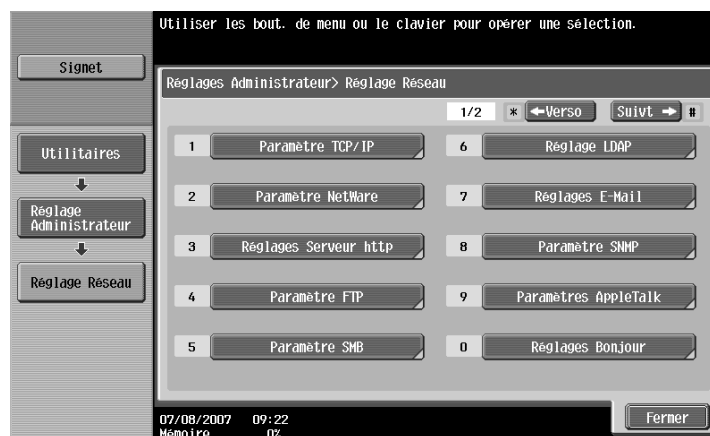 Utiliser les bout. de menu ou le clavier pour opérer une sélection.
Signet
Réglages Administrateur> Réglage Réseau
1/2 * ←Verso Suivt → #
Utilitaires
Réglage
Administrateur
Réglage Réseau
1 Paramètre TCP/IP
6 Réglage LDAP
2 Paramètre NetWare
7 Réglages E-Mail
3 Réglages Serveur http
8 Paramètre SNMP
4 Paramètre FTP
9 Paramètres AppleTalk
5 Paramètre SMB
0 Réglages Bonjour
07/08/2007 09:22
Mémoire 0%
Fermer